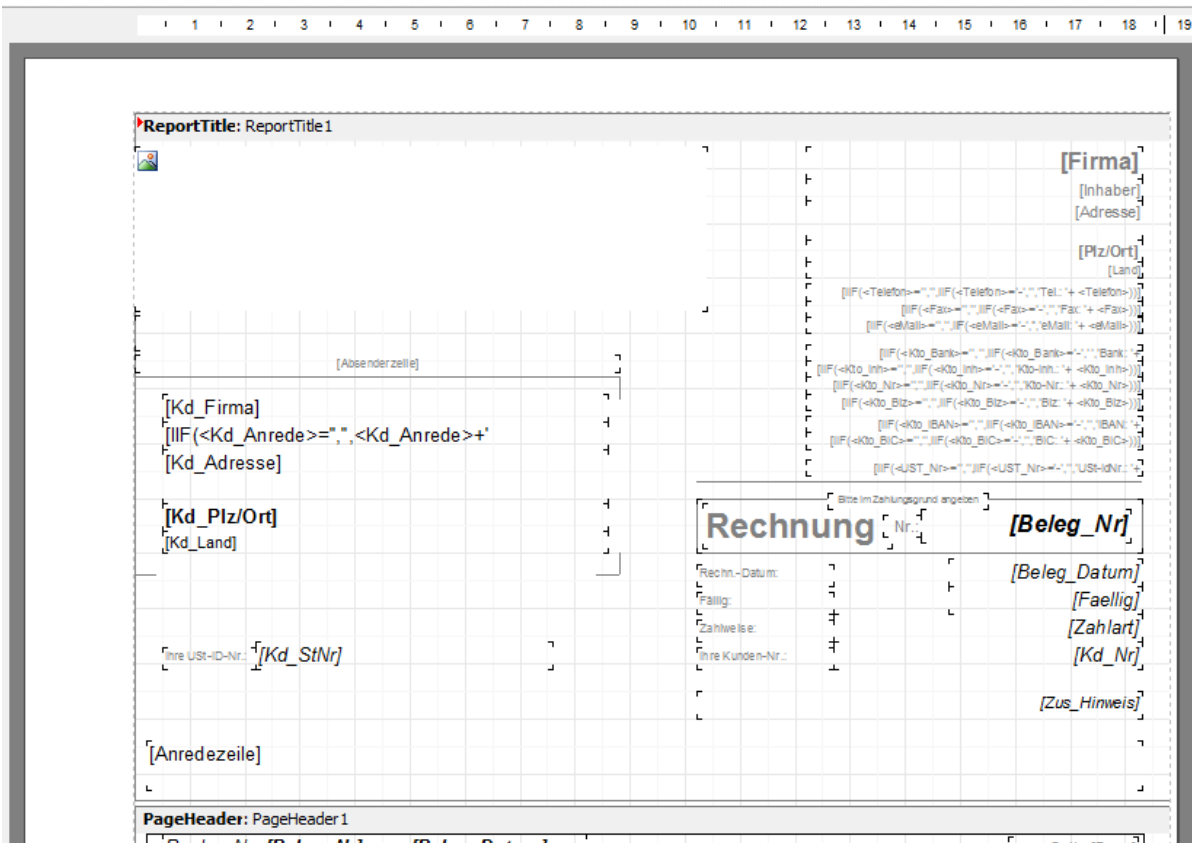 1 2 3 4 5 6 7 8 9 10 11 12 13 14 15 16 17 18 19
ReportTitle: ReportTitle1
[Firma]
[Inhaber]
[Adresse]
[Plz/Ort]
[Land]
[IIF(<Telefon>='','',IIF(<Telefon>='-','','Tel.: '+ <Telefon>))]
[IIF(<Fax>='','',IIF(<Fax>='-','','Fax: '+ <Fax>))]
[IIF(<eMail>='','',IIF(<eMail>='-','','eMail: '+ <eMail>))]
[IIF(<Kto_Bank>='','',IIF(<Kto_Bank>='-','','Bank: '+
[IIF(<Kto_Inh>='','',IIF(<Kto_Inh>='-','','Kto-Inh.: '+ <Kto_Inh>))]
[IIF(<Kto_Nr>='','',IIF(<Kto_Nr>='-','','Kto-Nr.: '+ <Kto_Nr>))]
[IIF(<Kto_Blz>='','',IIF(<Kto_Blz>='-','','Blz: '+ <Kto_Blz>))]
[IIF(<Kto_IBAN>='','',IIF(<Kto_IBAN>='-','','IBAN: '+
[IIF(<Kto_BIC>='','',IIF(<Kto_BIC>='-','','BIC: '+ <Kto_BIC>))]
[IIF(<UST_Nr>='','',IIF(<UST_Nr>='-','','USt-IdNr.: '+
[Absenderzeile]
[Kd_Firma]
[IIF(<Kd_Anrede>='','',<Kd_Anrede>+'
[Kd_Adresse]
[Kd_Plz/Ort]
[Kd_Land]
Bitte im Zahlungsgrund angeben
Rechnung Nr.: [Beleg_Nr]
Rechn.-Datum: [Beleg_Datum]
Fällig: [Faellig]
Zahlweise: [Zahlart]
Ihre USt-ID-Nr.: [Kd_StNr]
Ihre Kunden-Nr.: [Kd_Nr]
[Zus_Hinweis]
[Anredezeile]
PageHeader: PageHeader1